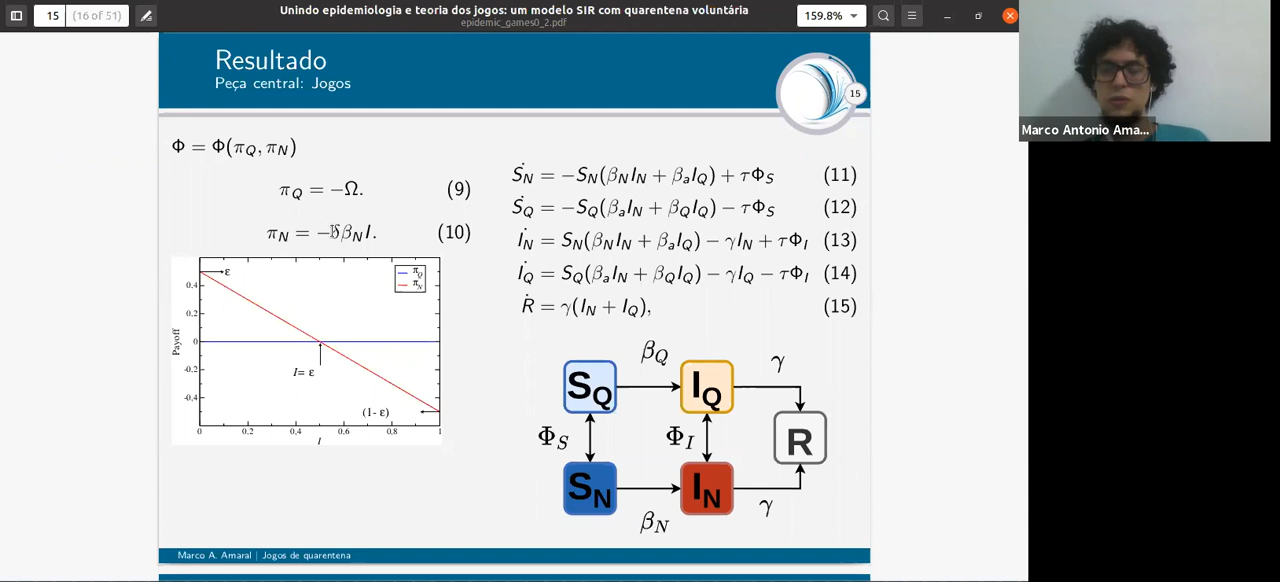 15 (16 of 51)
Unindo epidemiologia e teoria dos jogos: um modelo SIR com quarentena voluntária
epidemic_games0_2.pdf
159.8%
Marco Antonio Ama...
Resultado
Peça central: Jogos
15
Φ = Φ(π_Q, π_N)
π_Q = −Ω. (9)
π_N = −𝔎β_N I. (10)
Ṡ_N = −S_N(β_N I_N + β_a I_Q) + τΦ_S (11)
Ṡ_Q = −S_Q(β_a I_N + β_Q I_Q) − τΦ_S (12)
İ_N = S_N(β_N I_N + β_a I_Q) − γI_N + τΦ_I (13)
İ_Q = S_Q(β_a I_N + β_Q I_Q) − γI_Q − τΦ_I (14)
Ṙ = γ(I_N + I_Q), (15)
ε
π_Q
π_N
0.4
0.2
0
-0.2
-0.4
Payoff
I= ε
(1- ε)
0 0.2 0.4 0.6 0.8 1
I
β_Q
γ
S_Q
I_Q
Φ_S
Φ_I
R
S_N
I_N
β_N
γ
Marco A. Amaral | Jogos de quarentena